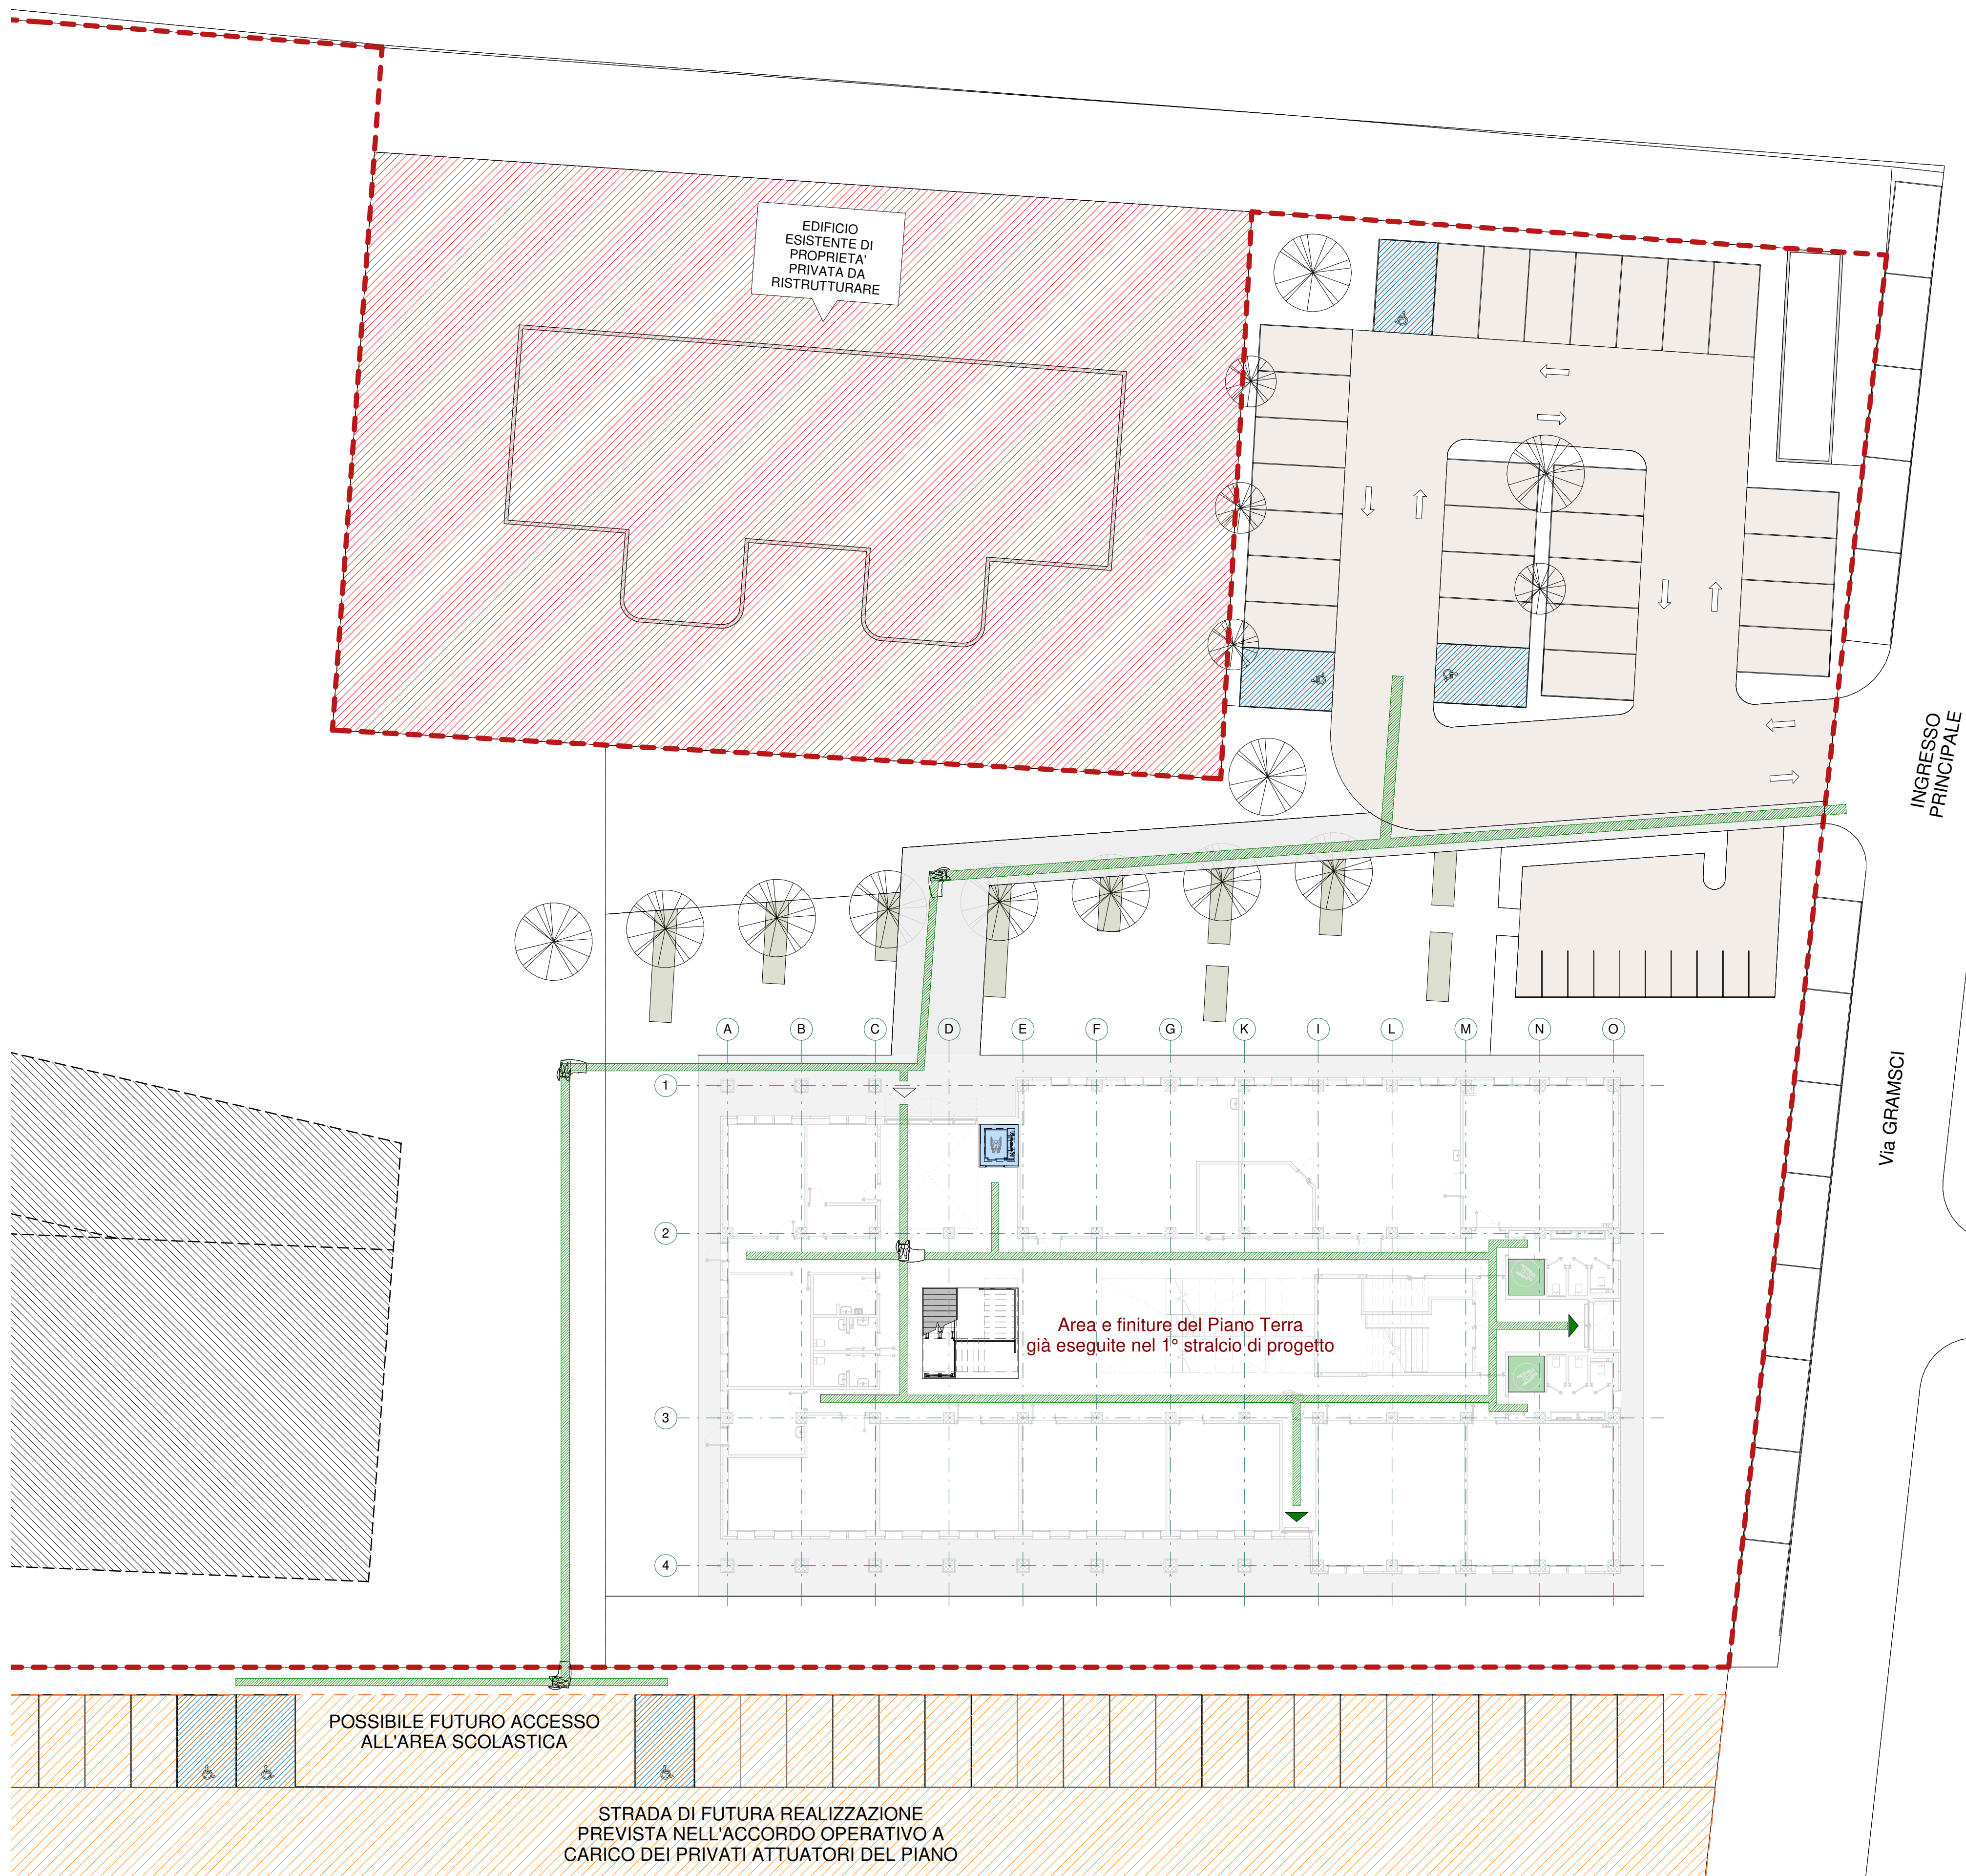 EDIFICIO
ESISTENTE DI
PROPRIETA'
PRIVATA DA
RISTRUTTURARE
INGRESSO
PRINCIPALE
A B C D E F G K I L M N O
1
Via GRAMSCI
2
Area e finiture del Piano Terra
già eseguite nel 1° stralcio di progetto
3
4
POSSIBILE FUTURO ACCESSO
ALL'AREA SCOLASTICA
STRADA DI FUTURA REALIZZAZIONE
PREVISTA NELL'ACCORDO OPERATIVO A
CARICO DEI PRIVATI ATTUATORI DEL PIANO